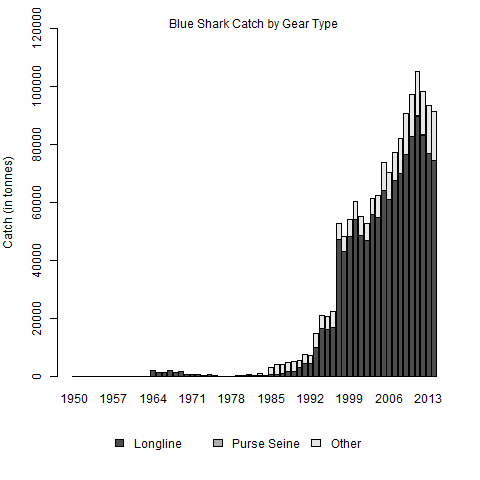 Blue Shark Catch by Gear Type
Catch (in tonnes)
120000
100000
80000
60000
40000
20000
0
1950 1957 1964 1971 1978 1985 1992 1999 2006 2013
Longline Purse Seine Other